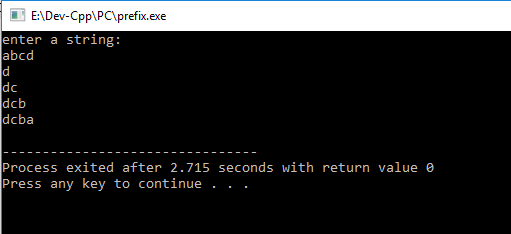 E:\Dev-Cpp\PC\prefix.exe
enter a string:
abcd
d
dc
dcb
dcba
--------------------------------
Process exited after 2.715 seconds with return value 0
Press any key to continue . . .